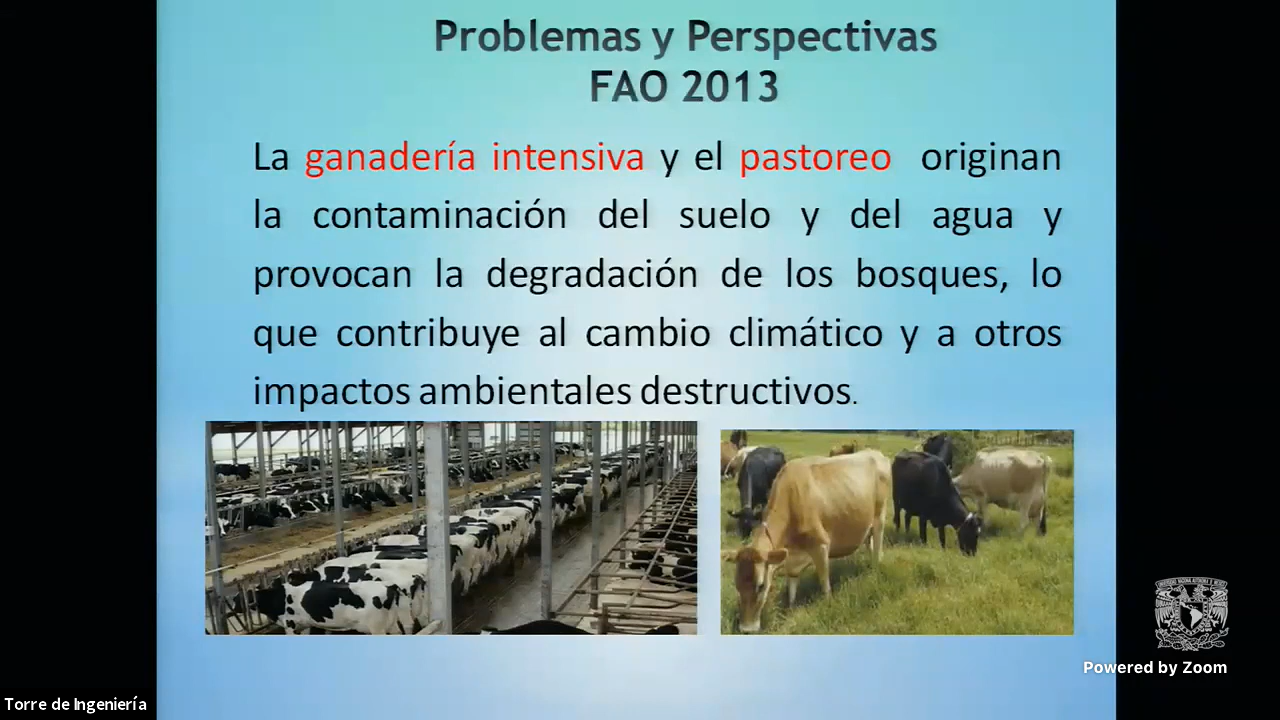 Problemas y Perspectivas
FAO 2013
La ganadería intensiva y el pastoreo originan
la contaminación del suelo y del agua y
provocan la degradación de los bosques, lo
que contribuye al cambio climático y a otros
impactos ambientales destructivos.
Powered by Zoom
Torre de Ingeniería